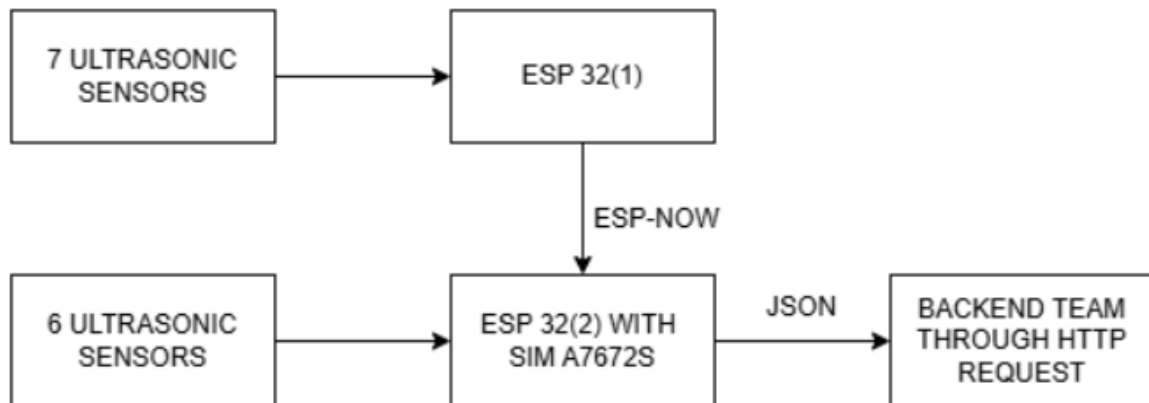 7 ULTRASONIC
SENSORS
ESP 32(1)
ESP-NOW
6 ULTRASONIC
SENSORS
ESP 32(2) WITH
SIM A7672S
JSON
BACKEND TEAM
THROUGH HTTP
REQUEST